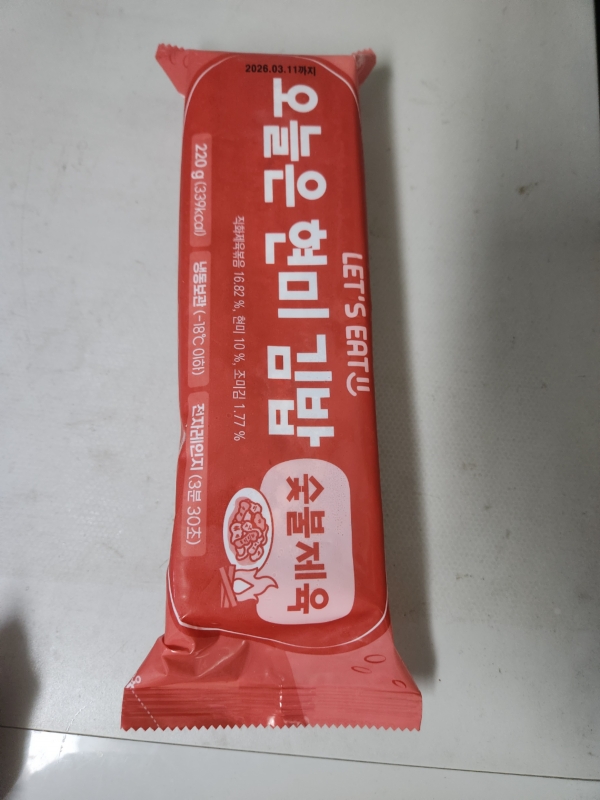 2026.03.11까지
LET'S EAT
오늘은 현미 김밥
숯불제육
직화제육볶음 16.82 %, 현미 10 %, 조미김 1.77 %
220 g (339kcal)
냉동보관 (-18℃ 이하)
전자레인지 (3분 30초)